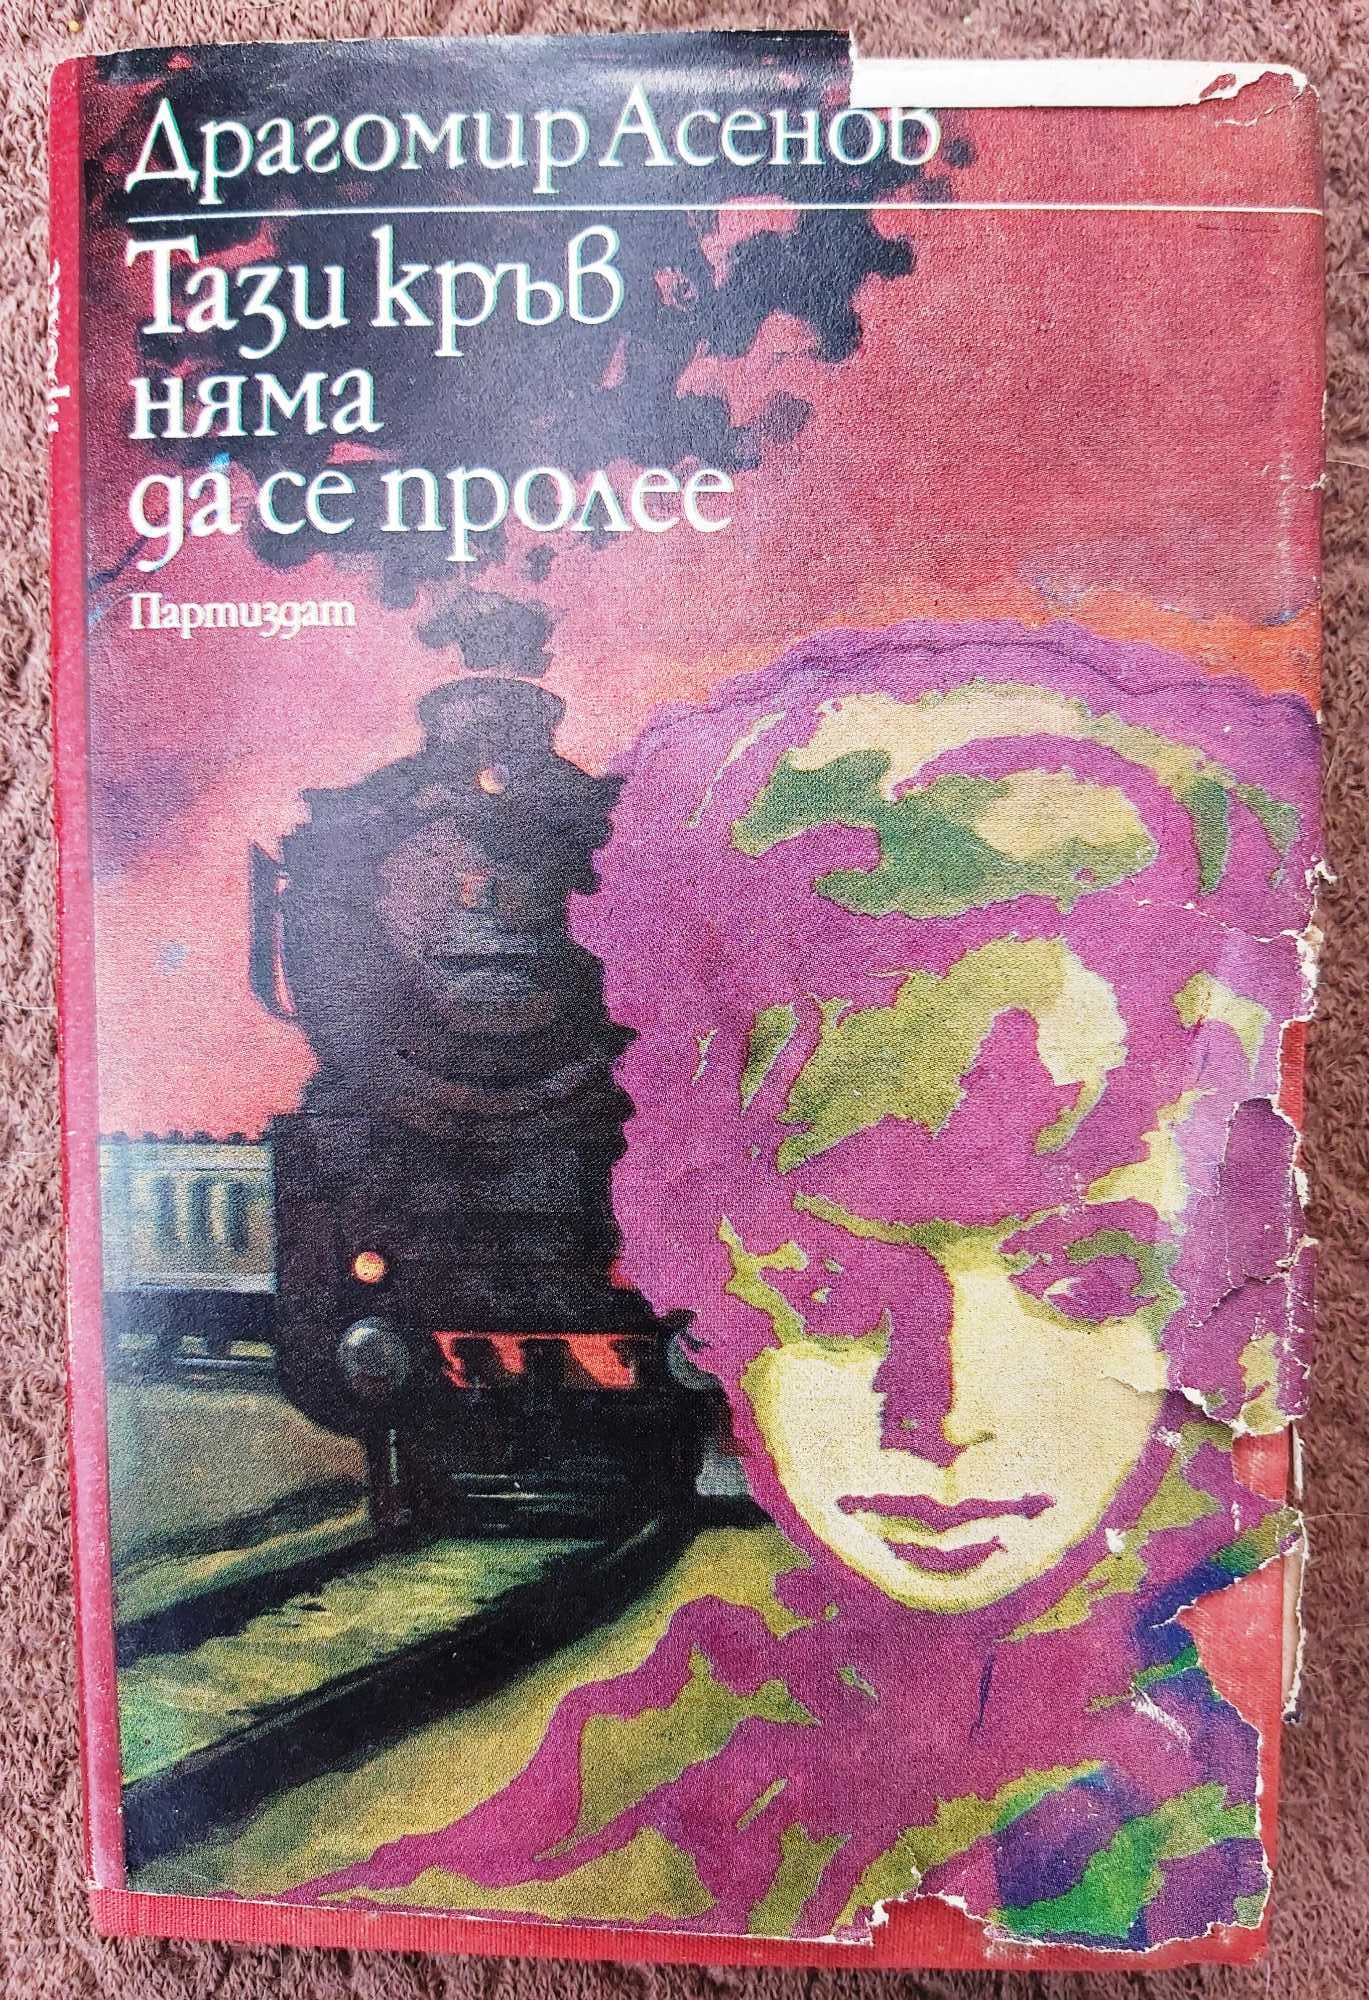 Драгомир Асенов
Тази кръв
няма
да се пролее
Партиздат